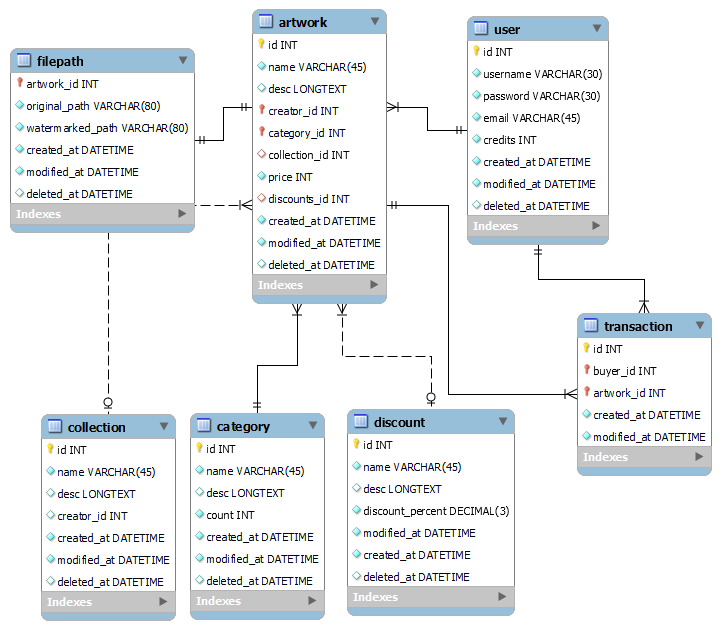 artwork
id INT
name VARCHAR(45)
desc LONGTEXT
creator_id INT
category_id INT
collection_id INT
price INT
discounts_id INT
created_at DATETIME
modified_at DATETIME
deleted_at DATETIME
Indexes
user
id INT
username VARCHAR(30)
password VARCHAR(30)
email VARCHAR(45)
credits INT
created_at DATETIME
modified_at DATETIME
deleted_at DATETIME
Indexes
filepath
artwork_id INT
original_path VARCHAR(80)
watermarked_path VARCHAR(80)
created_at DATETIME
modified_at DATETIME
deleted_at DATETIME
Indexes
transaction
id INT
buyer_id INT
artwork_id INT
created_at DATETIME
modified_at DATETIME
Indexes
collection
id INT
name VARCHAR(45)
desc LONGTEXT
creator_id INT
created_at DATETIME
modified_at DATETIME
deleted_at DATETIME
Indexes
category
id INT
name VARCHAR(45)
desc LONGTEXT
count INT
created_at DATETIME
modified_at DATETIME
deleted_at DATETIME
Indexes
discount
id INT
name VARCHAR(45)
desc LONGTEXT
discount_percent DECIMAL(3)
modified_at DATETIME
created_at DATETIME
deleted_at DATETIME
Indexes